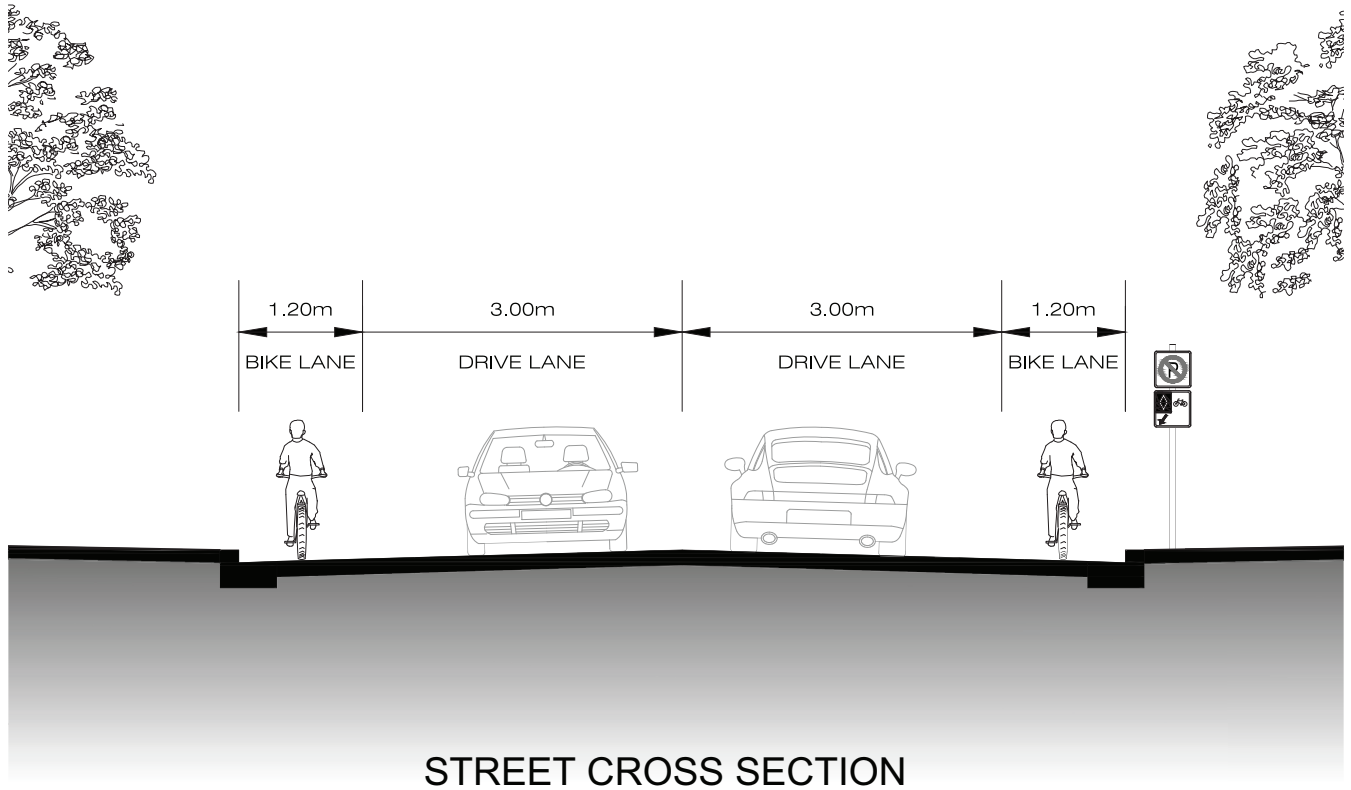 1.20m 3.00m 3.00m 1.20m
BIKE LANE DRIVE LANE DRIVE LANE BIKE LANE
P
STREET CROSS SECTION